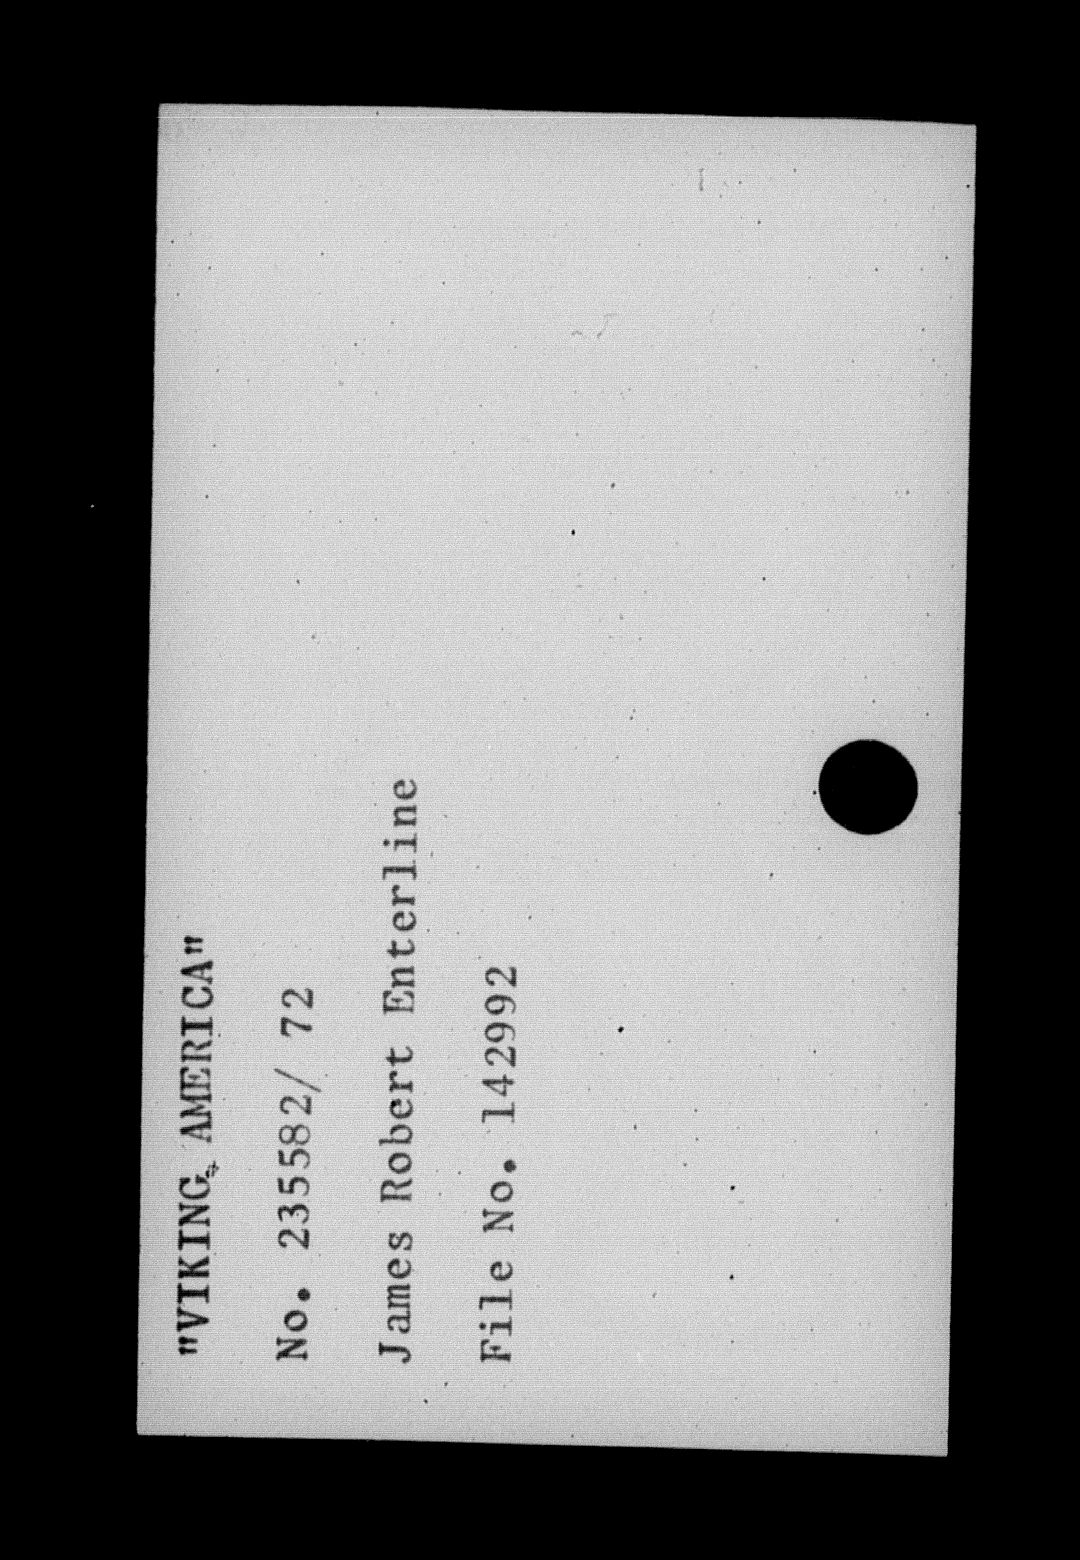 "VIKING AMERICA"
No. 235582/ 72
James Robert Enterline
File No. 142992